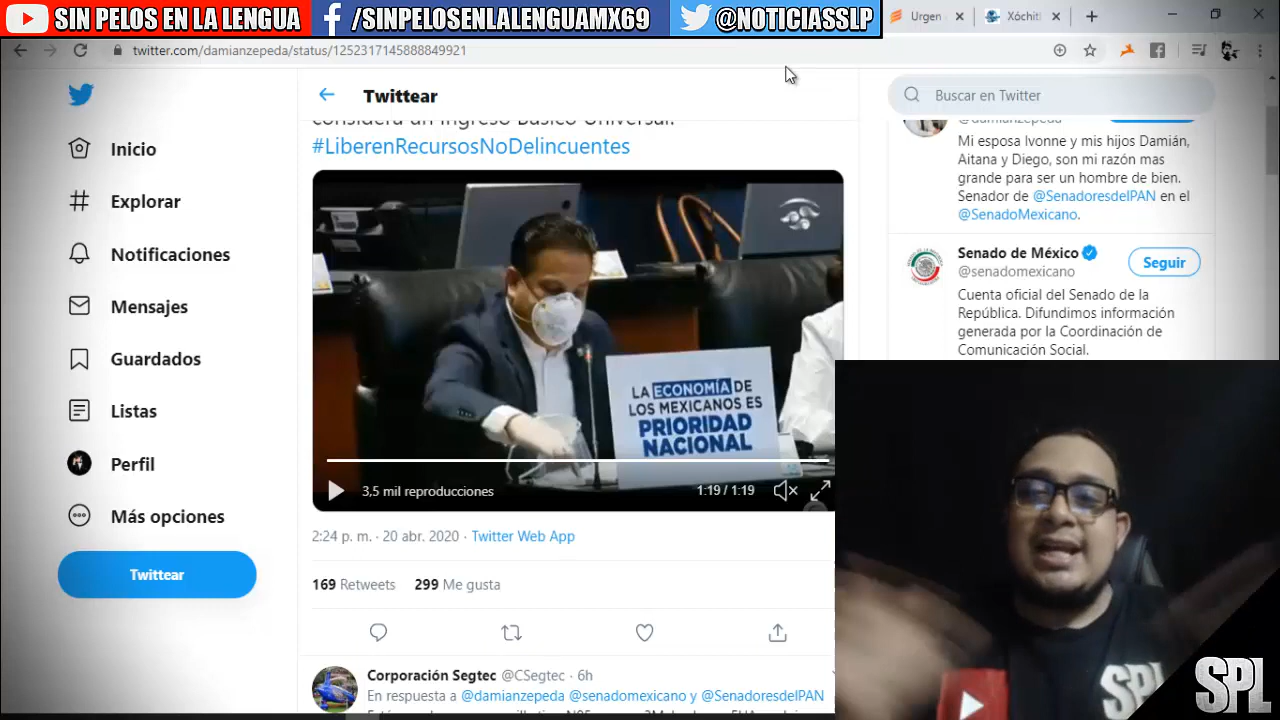 SIN PELOS EN LA LENGUA
/SINPELOSENLALENGUAMX69
@NOTICIASSLP
Urgen
Xóchitl
twitter.com/damianzepeda/status/1252317145888849921
Twittear
Buscar en Twitter
considera un Ingreso Básico Universal.
#LiberenRecursosNoDelincuentes
Inicio
Explorar
Notificaciones
Mensajes
Guardados
Listas
Perfil
Más opciones
Twittear
LA ECONOMÍA DE
LOS MEXICANOS ES
PRIORIDAD
NACIONAL
3,5 mil reproducciones
1:19 / 1:19
2:24 p. m. · 20 abr. 2020 · Twitter Web App
169 Retweets 299 Me gusta
Corporación Segtec @CSegtec · 6h
En respuesta a @damianzepeda @senadomexicano y @SenadoresdelPAN
@damianzepeda
Mi esposa Ivonne y mis hijos Damián,
Aitana y Diego, son mi razón mas
grande para ser un hombre de bien.
Senador de @SenadoresdelPAN en el
@SenadoMexicano.
Senado de México
@senadomexicano
Seguir
Cuenta oficial del Senado de la
República. Difundimos información
generada por la Coordinación de
Comunicación Social.
SPL
SPL